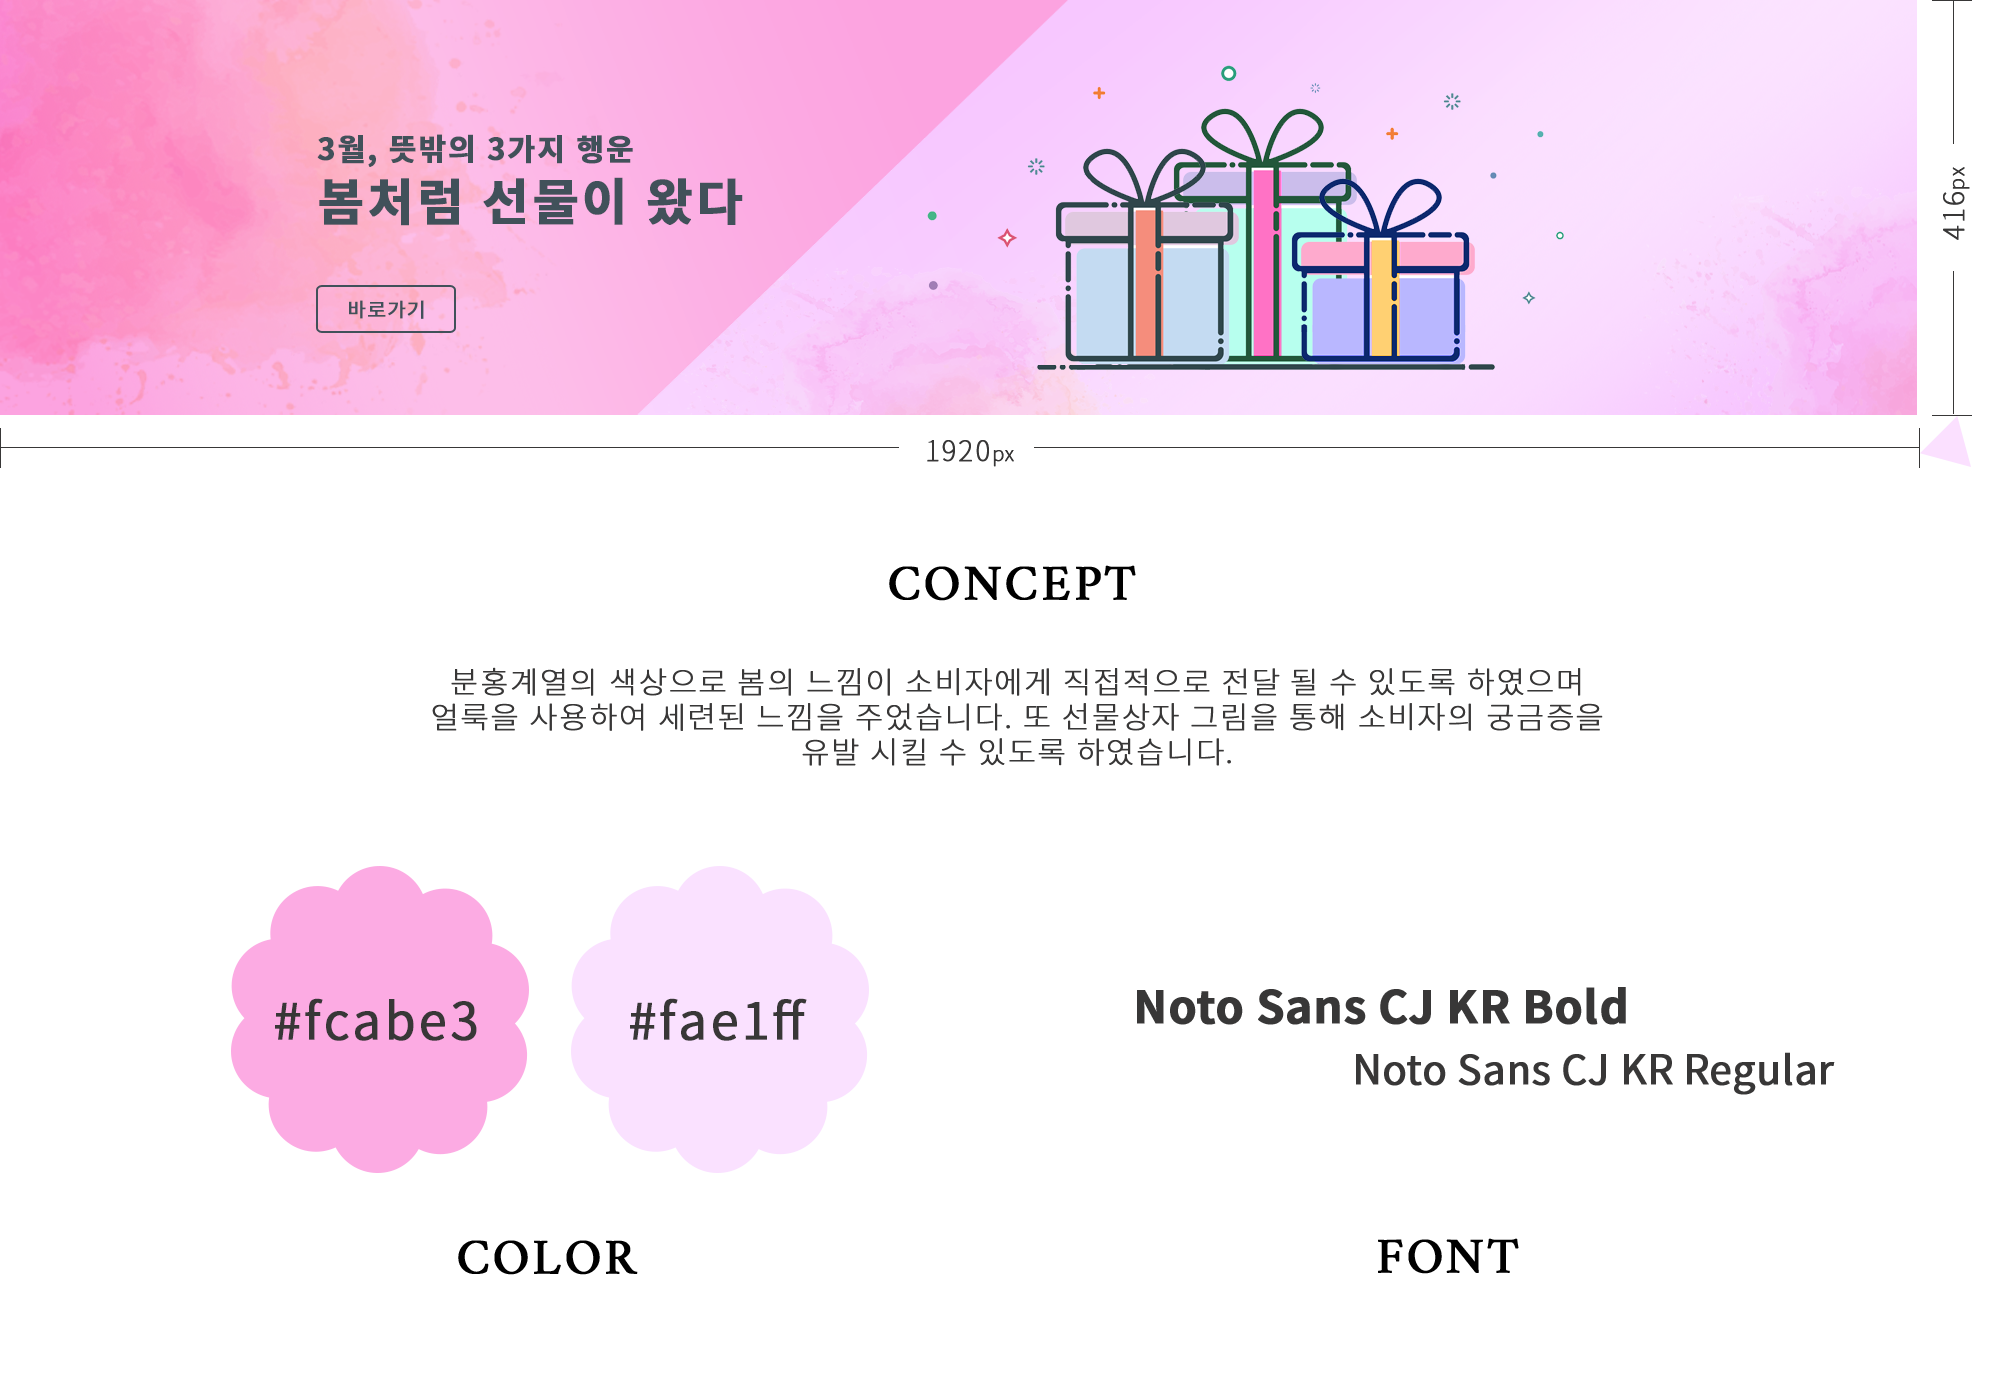 3월, 뜻밖의 3가지 행운
봄처럼 선물이 왔다
바로가기
416px
1920px
CONCEPT
분홍계열의 색상으로 봄의 느낌이 소비자에게 직접적으로 전달 될 수 있도록 하였으며
얼룩을 사용하여 세련된 느낌을 주었습니다. 또 선물상자 그림을 통해 소비자의 궁금증을
유발 시킬 수 있도록 하였습니다.
#fcabe3
#fae1ff
Noto Sans CJ KR Bold
Noto Sans CJ KR Regular
COLOR
FONT